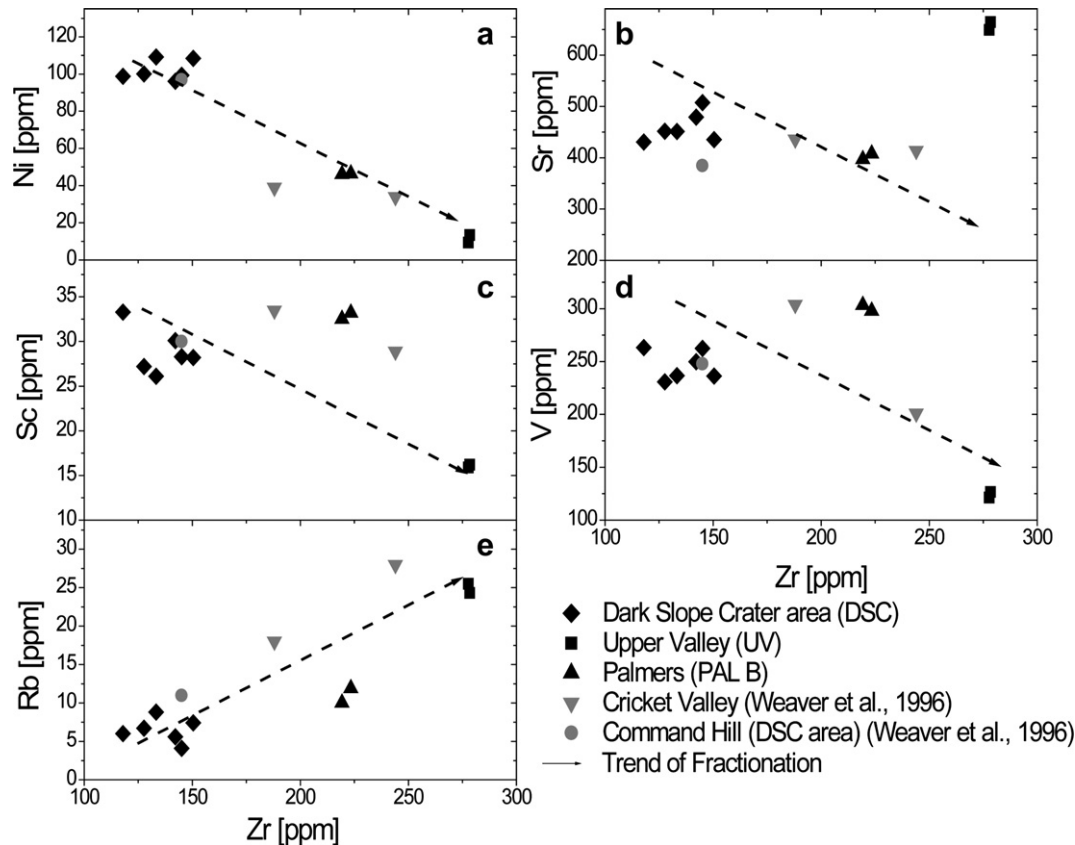 a
Ni [ppm]
120
100
80
60
40
20
0
b
Sr [ppm]
600
500
400
300
200
c
Sc [ppm]
35
30
25
20
15
10
d
V [ppm]
300
250
200
150
100
100 150 200 250 300
Zr [ppm]
e
Rb [ppm]
30
25
20
15
10
5
0
100 150 200 250 300
Zr [ppm]
Dark Slope Crater area (DSC)
Upper Valley (UV)
Palmers (PAL B)
Cricket Valley (Weaver et al., 1996)
Command Hill (DSC area) (Weaver et al., 1996)
Trend of Fractionation